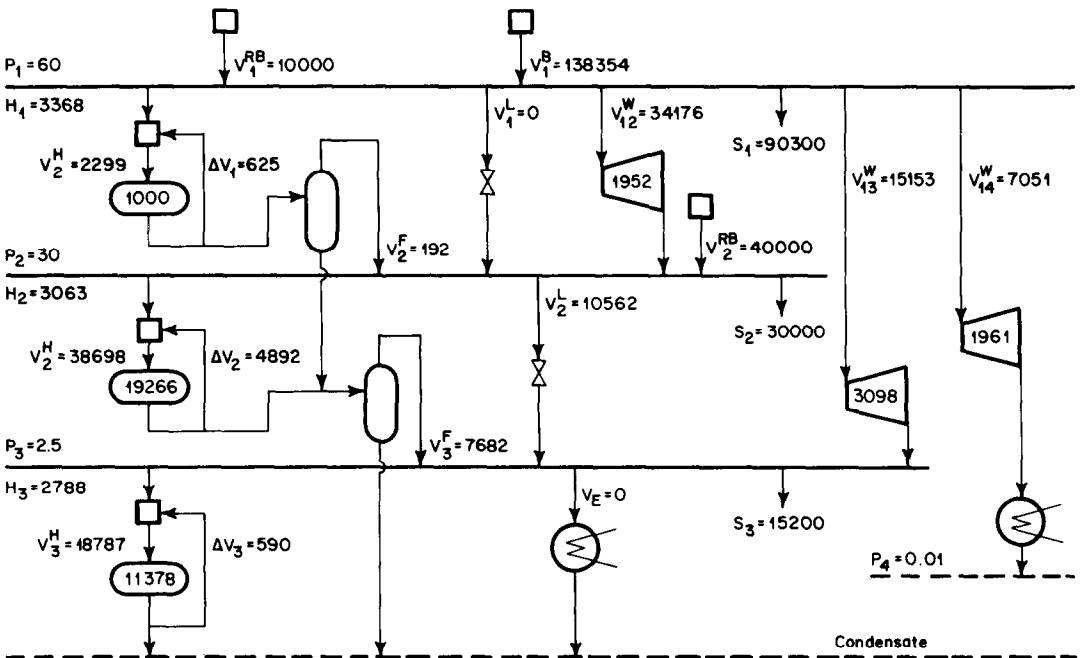 P₁=60
V₁ᴿᴮ=10000
V₁ᴮ=138354
H₁=3368
V₂ᴴ=2299
ΔV₁=625
1000
V₁ᴸ=0
V₁₂ᵂ=34176
1952
S₁=90300
V₁₃ᵂ=15153
V₁₄ᵂ=7051
P₂=30
V₂ꟳ=192
V₂ᴿᴮ=40000
H₂=3063
V₂ᴴ=38698
ΔV₂=4892
19266
V₂ᴸ=10562
S₂=30000
1961
3098
P₃=2.5
V₃ꟳ=7682
H₃=2788
V₃ᴴ=18787
ΔV₃=590
11378
V_E=0
S₃=15200
P₄=0.01
Condensate